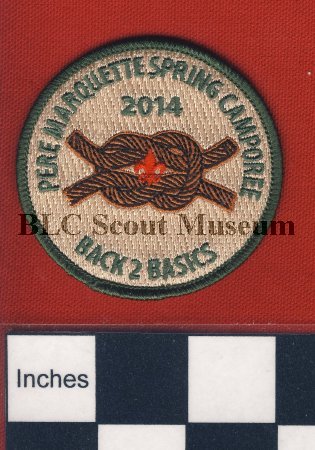 PERE MARQUETTE SPRING CAMPOREE
2014
BLC Scout Museum
BACK 2 BASICS
Inches